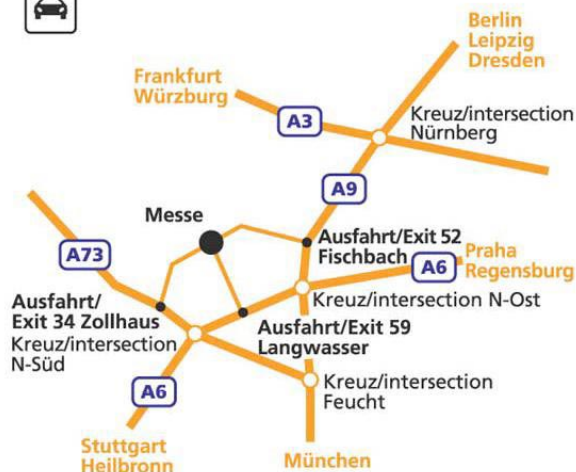 Berlin
Leipzig
Dresden
Frankfurt
Würzburg
Kreuz/intersection
Nürnberg
A3
A9
Messe
A73
Ausfahrt/Exit 52
Fischbach
A6
Praha
Regensburg
Ausfahrt/
Exit 34 Zollhaus
Kreuz/intersection
N-Süd
Kreuz/intersection N-Ost
Ausfahrt/Exit 59
Langwasser
A6
Kreuz/intersection
Feucht
Stuttgart
Heilbronn
München